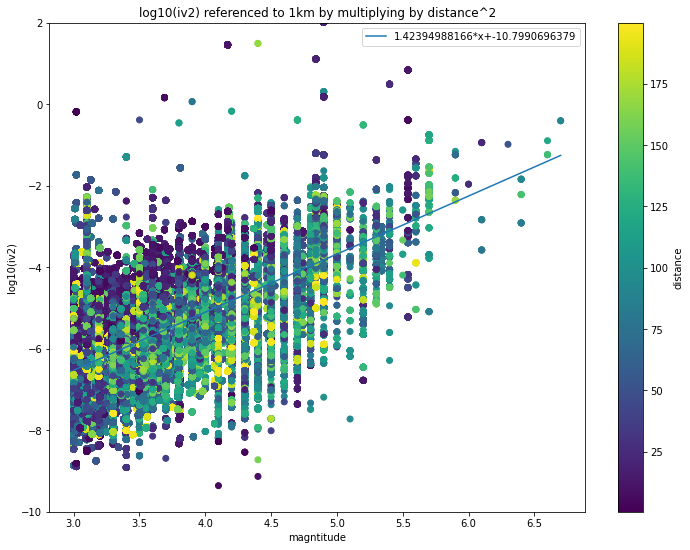 log10(iv2) referenced to 1km by multiplying by distance^2
1.42394988166*x+-10.7990696379
2
0
−2
−4
−6
−8
−10
log10(iv2)
3.0 3.5 4.0 4.5 5.0 5.5 6.0 6.5
magntitude
175
150
125
100
75
50
25
distance